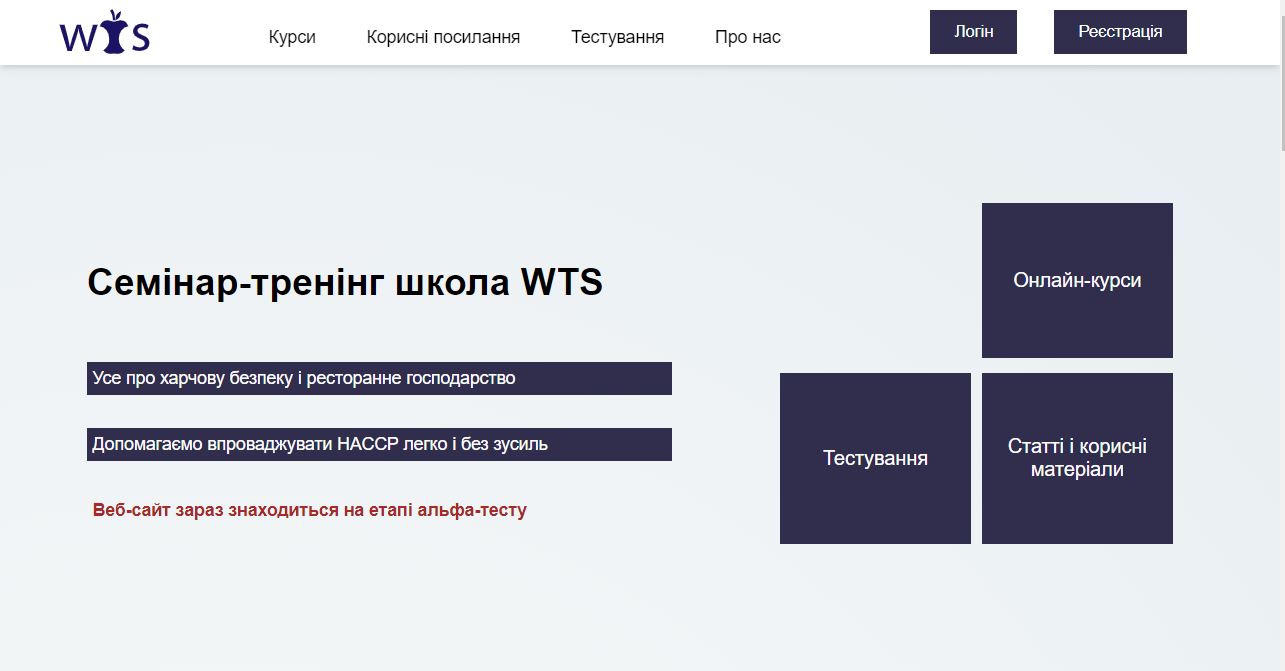 WTS
Курси
Корисні посилання
Тестування
Про нас
Логін
Реєстрація
Семінар-тренінг школа WTS
Усе про харчову безпеку і ресторанне господарство
Допомагаємо впроваджувати НАССР легко і без зусиль
Веб-сайт зараз знаходиться на етапі альфа-тесту
Онлайн-курси
Тестування
Статті і корисні
матеріали